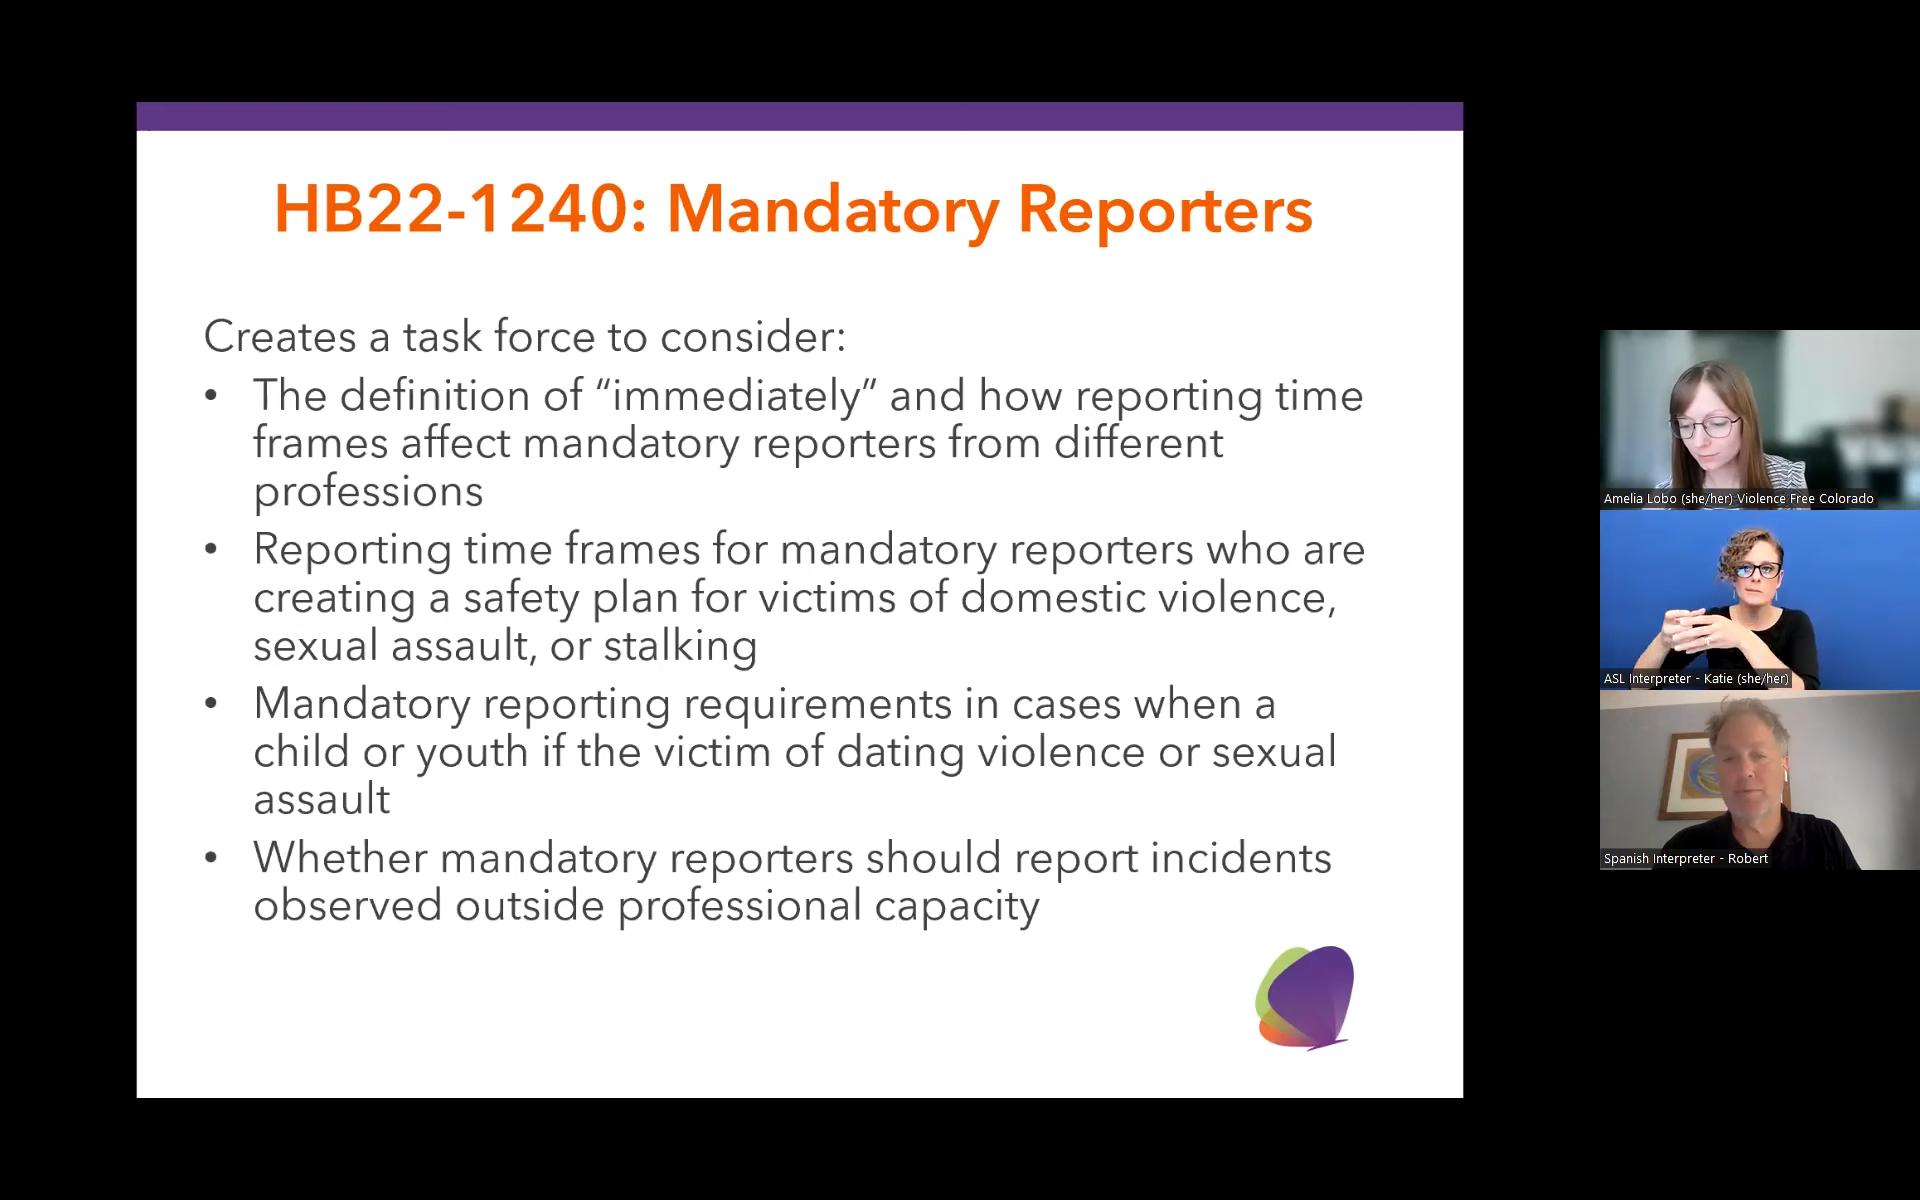 HB22-1240: Mandatory Reporters
Creates a task force to consider:
• The definition of “immediately” and how reporting time
frames affect mandatory reporters from different
professions
• Reporting time frames for mandatory reporters who are
creating a safety plan for victims of domestic violence,
sexual assault, or stalking
• Mandatory reporting requirements in cases when a
child or youth if the victim of dating violence or sexual
assault
• Whether mandatory reporters should report incidents
observed outside professional capacity
Amelia Lobo (she/her) Violence Free Colorado
ASL Interpreter - Katie (she/her)
Spanish Interpreter - Robert